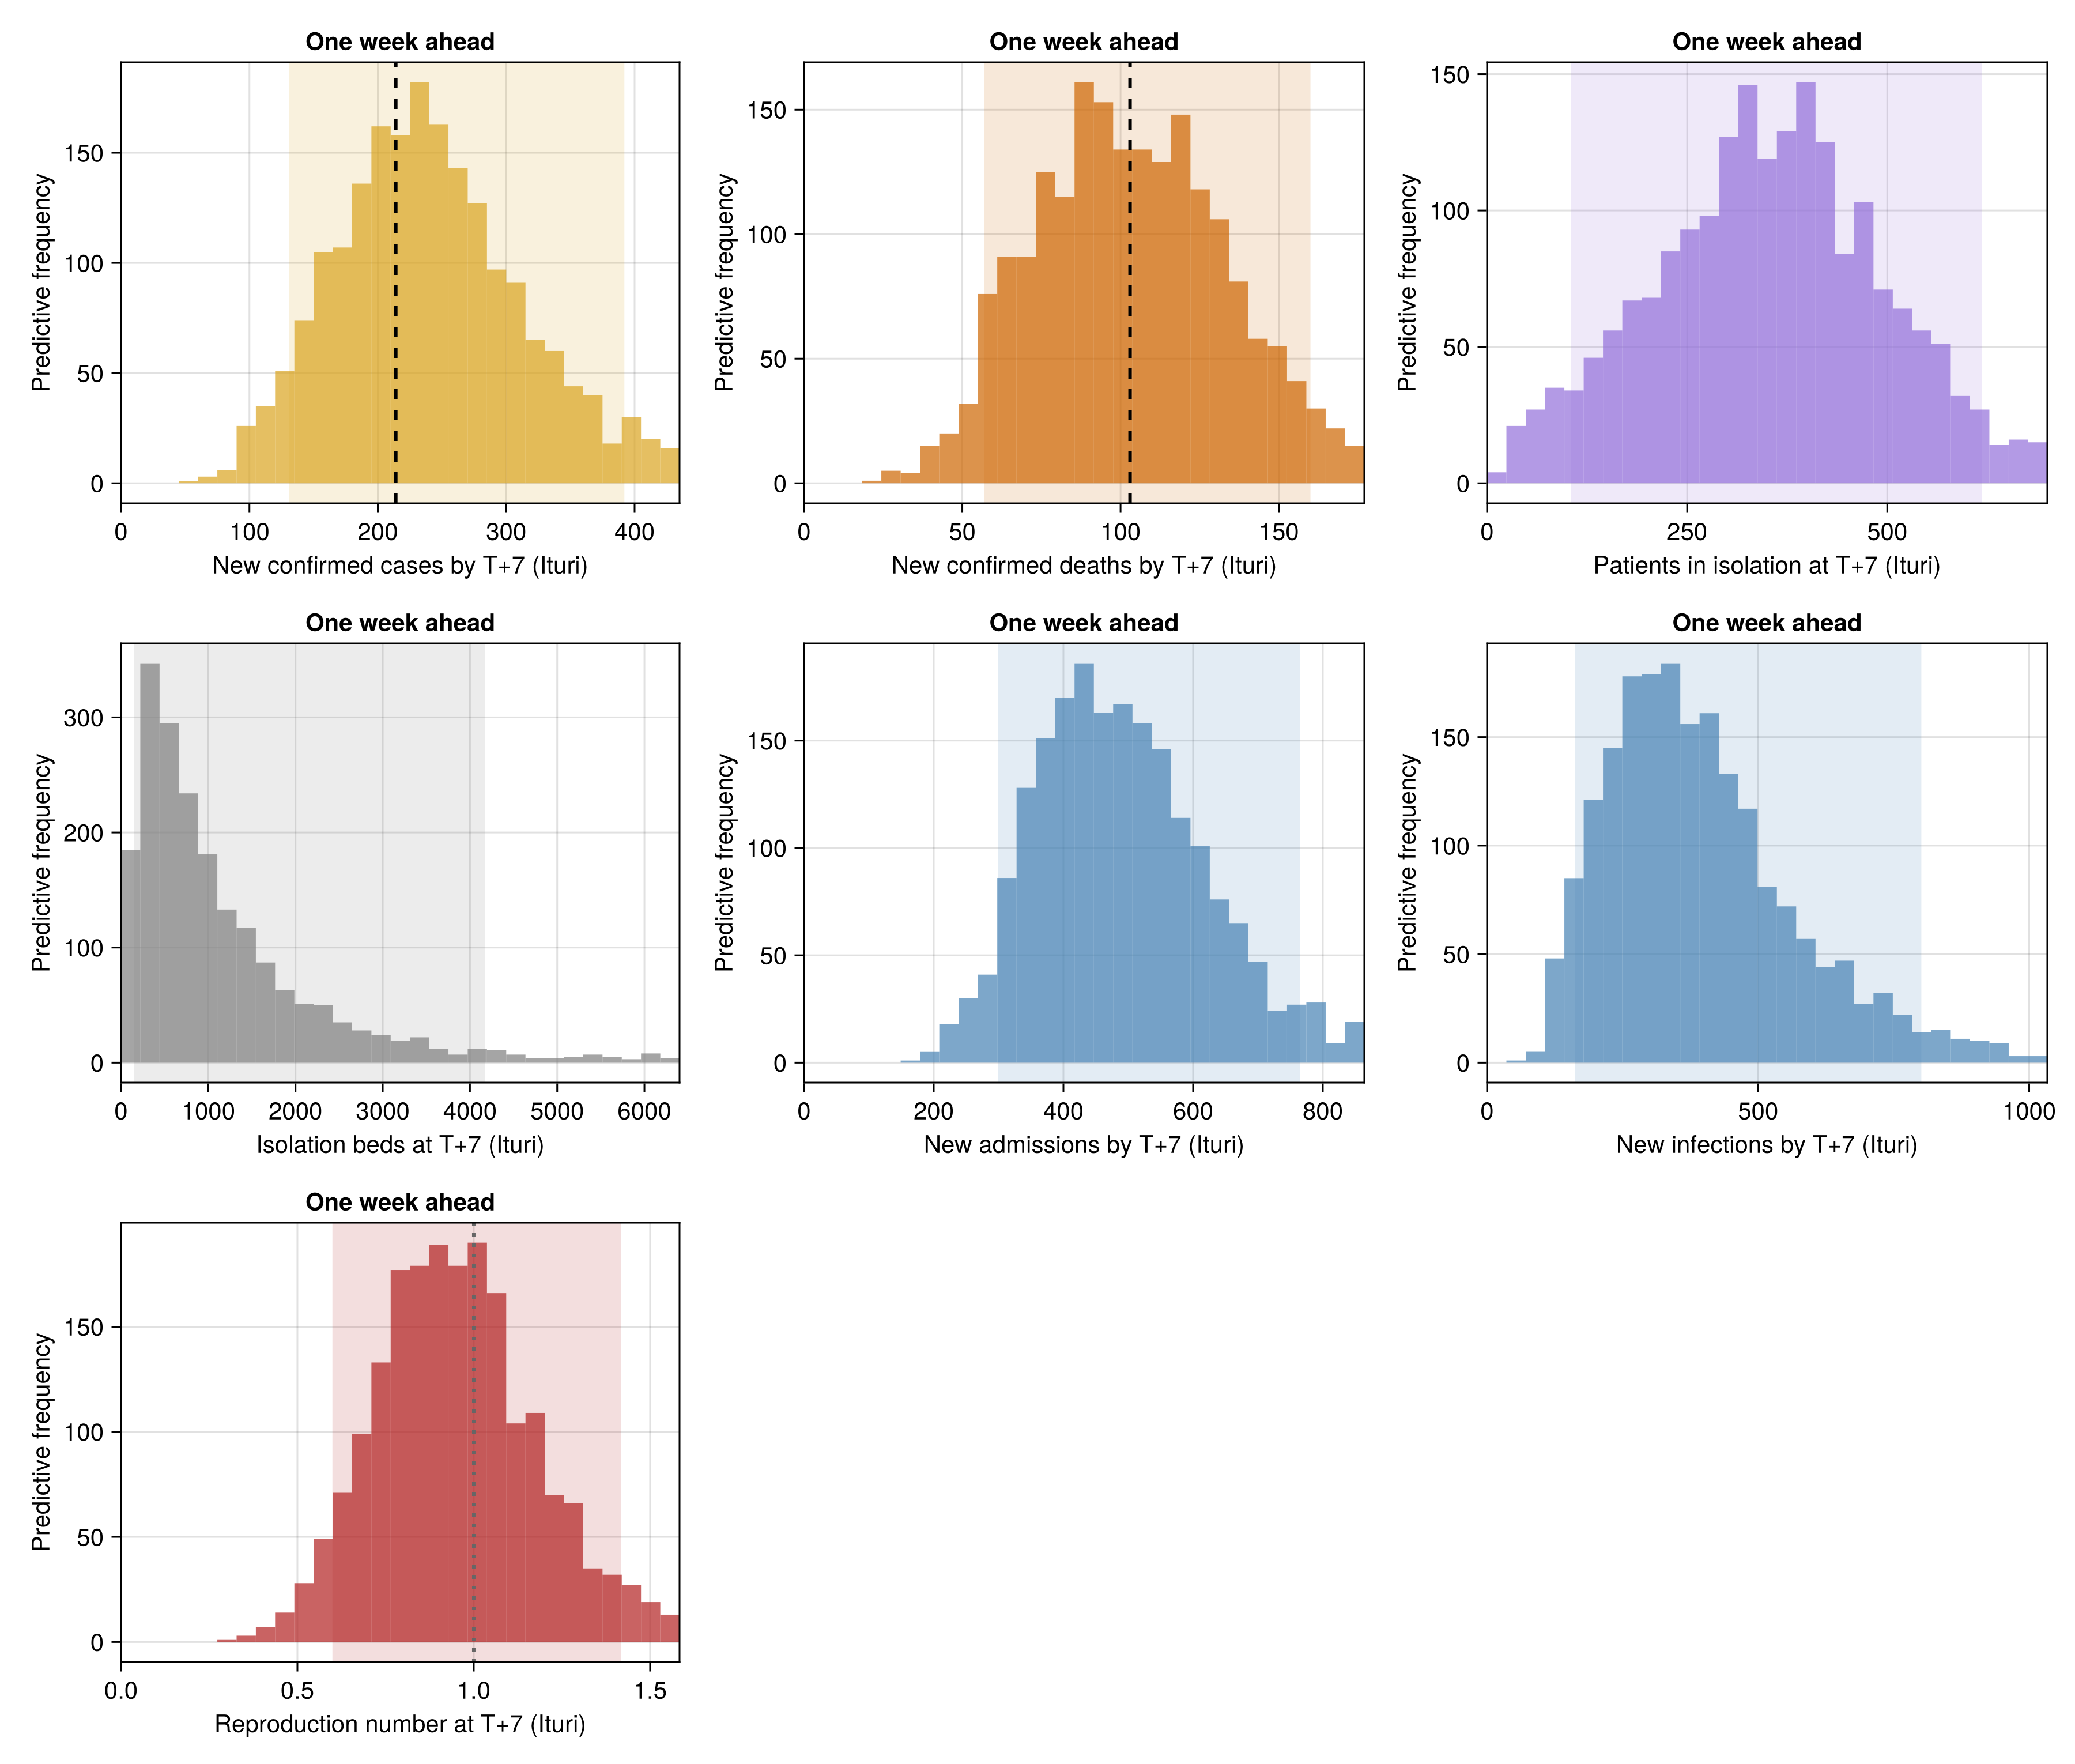 One week ahead
One week ahead
One week ahead
Predictive frequency
150
100
50
0
0
100
200
300
400
New confirmed cases by T+7 (Ituri)
Predictive frequency
150
100
50
0
0
50
100
150
New confirmed deaths by T+7 (Ituri)
Predictive frequency
150
100
50
0
0
250
500
Patients in isolation at T+7 (Ituri)
One week ahead
One week ahead
One week ahead
Predictive frequency
300
200
100
0
0
1000
2000
3000
4000
5000
6000
Isolation beds at T+7 (Ituri)
Predictive frequency
150
100
50
0
0
200
400
600
800
New admissions by T+7 (Ituri)
Predictive frequency
150
100
50
0
0
500
1000
New infections by T+7 (Ituri)
One week ahead
Predictive frequency
150
100
50
0
0.0
0.5
1.0
1.5
Reproduction number at T+7 (Ituri)